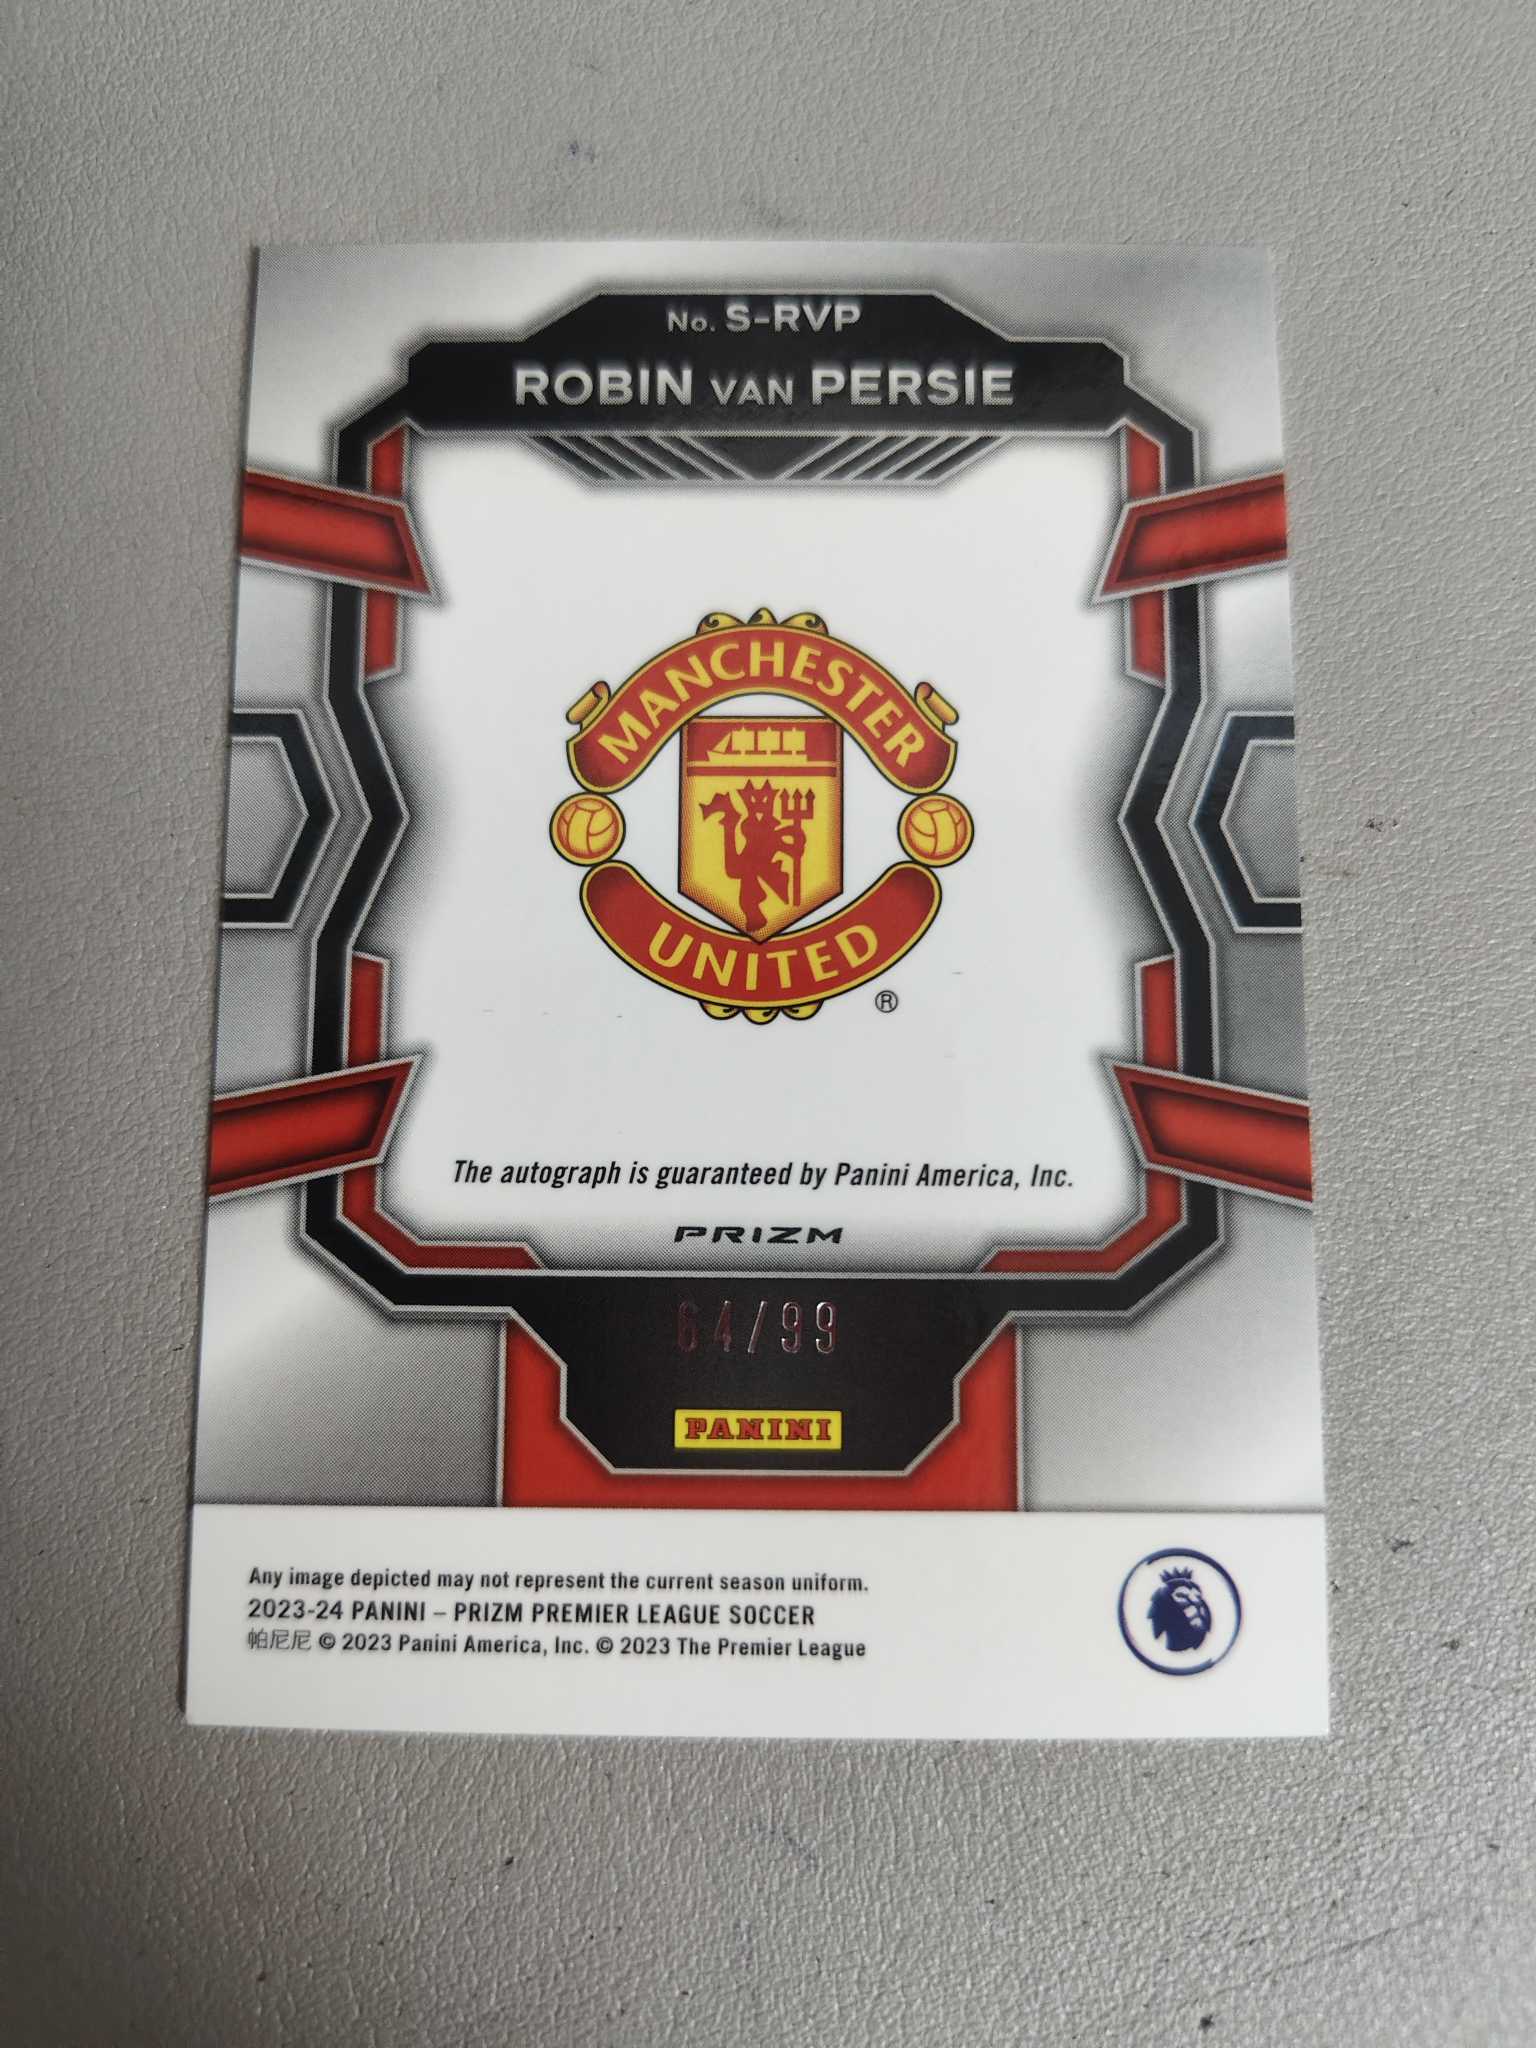 No. S-RVP
ROBIN VAN PERSIE
MANCHESTER
UNITED
®
The autograph is guaranteed by Panini America, Inc.
PRIZM
64/99
PANINI
Any image depicted may not represent the current season uniform.
2023-24 PANINI – PRIZM PREMIER LEAGUE SOCCER
帕尼尼 © 2023 Panini America, Inc. © 2023 The Premier League